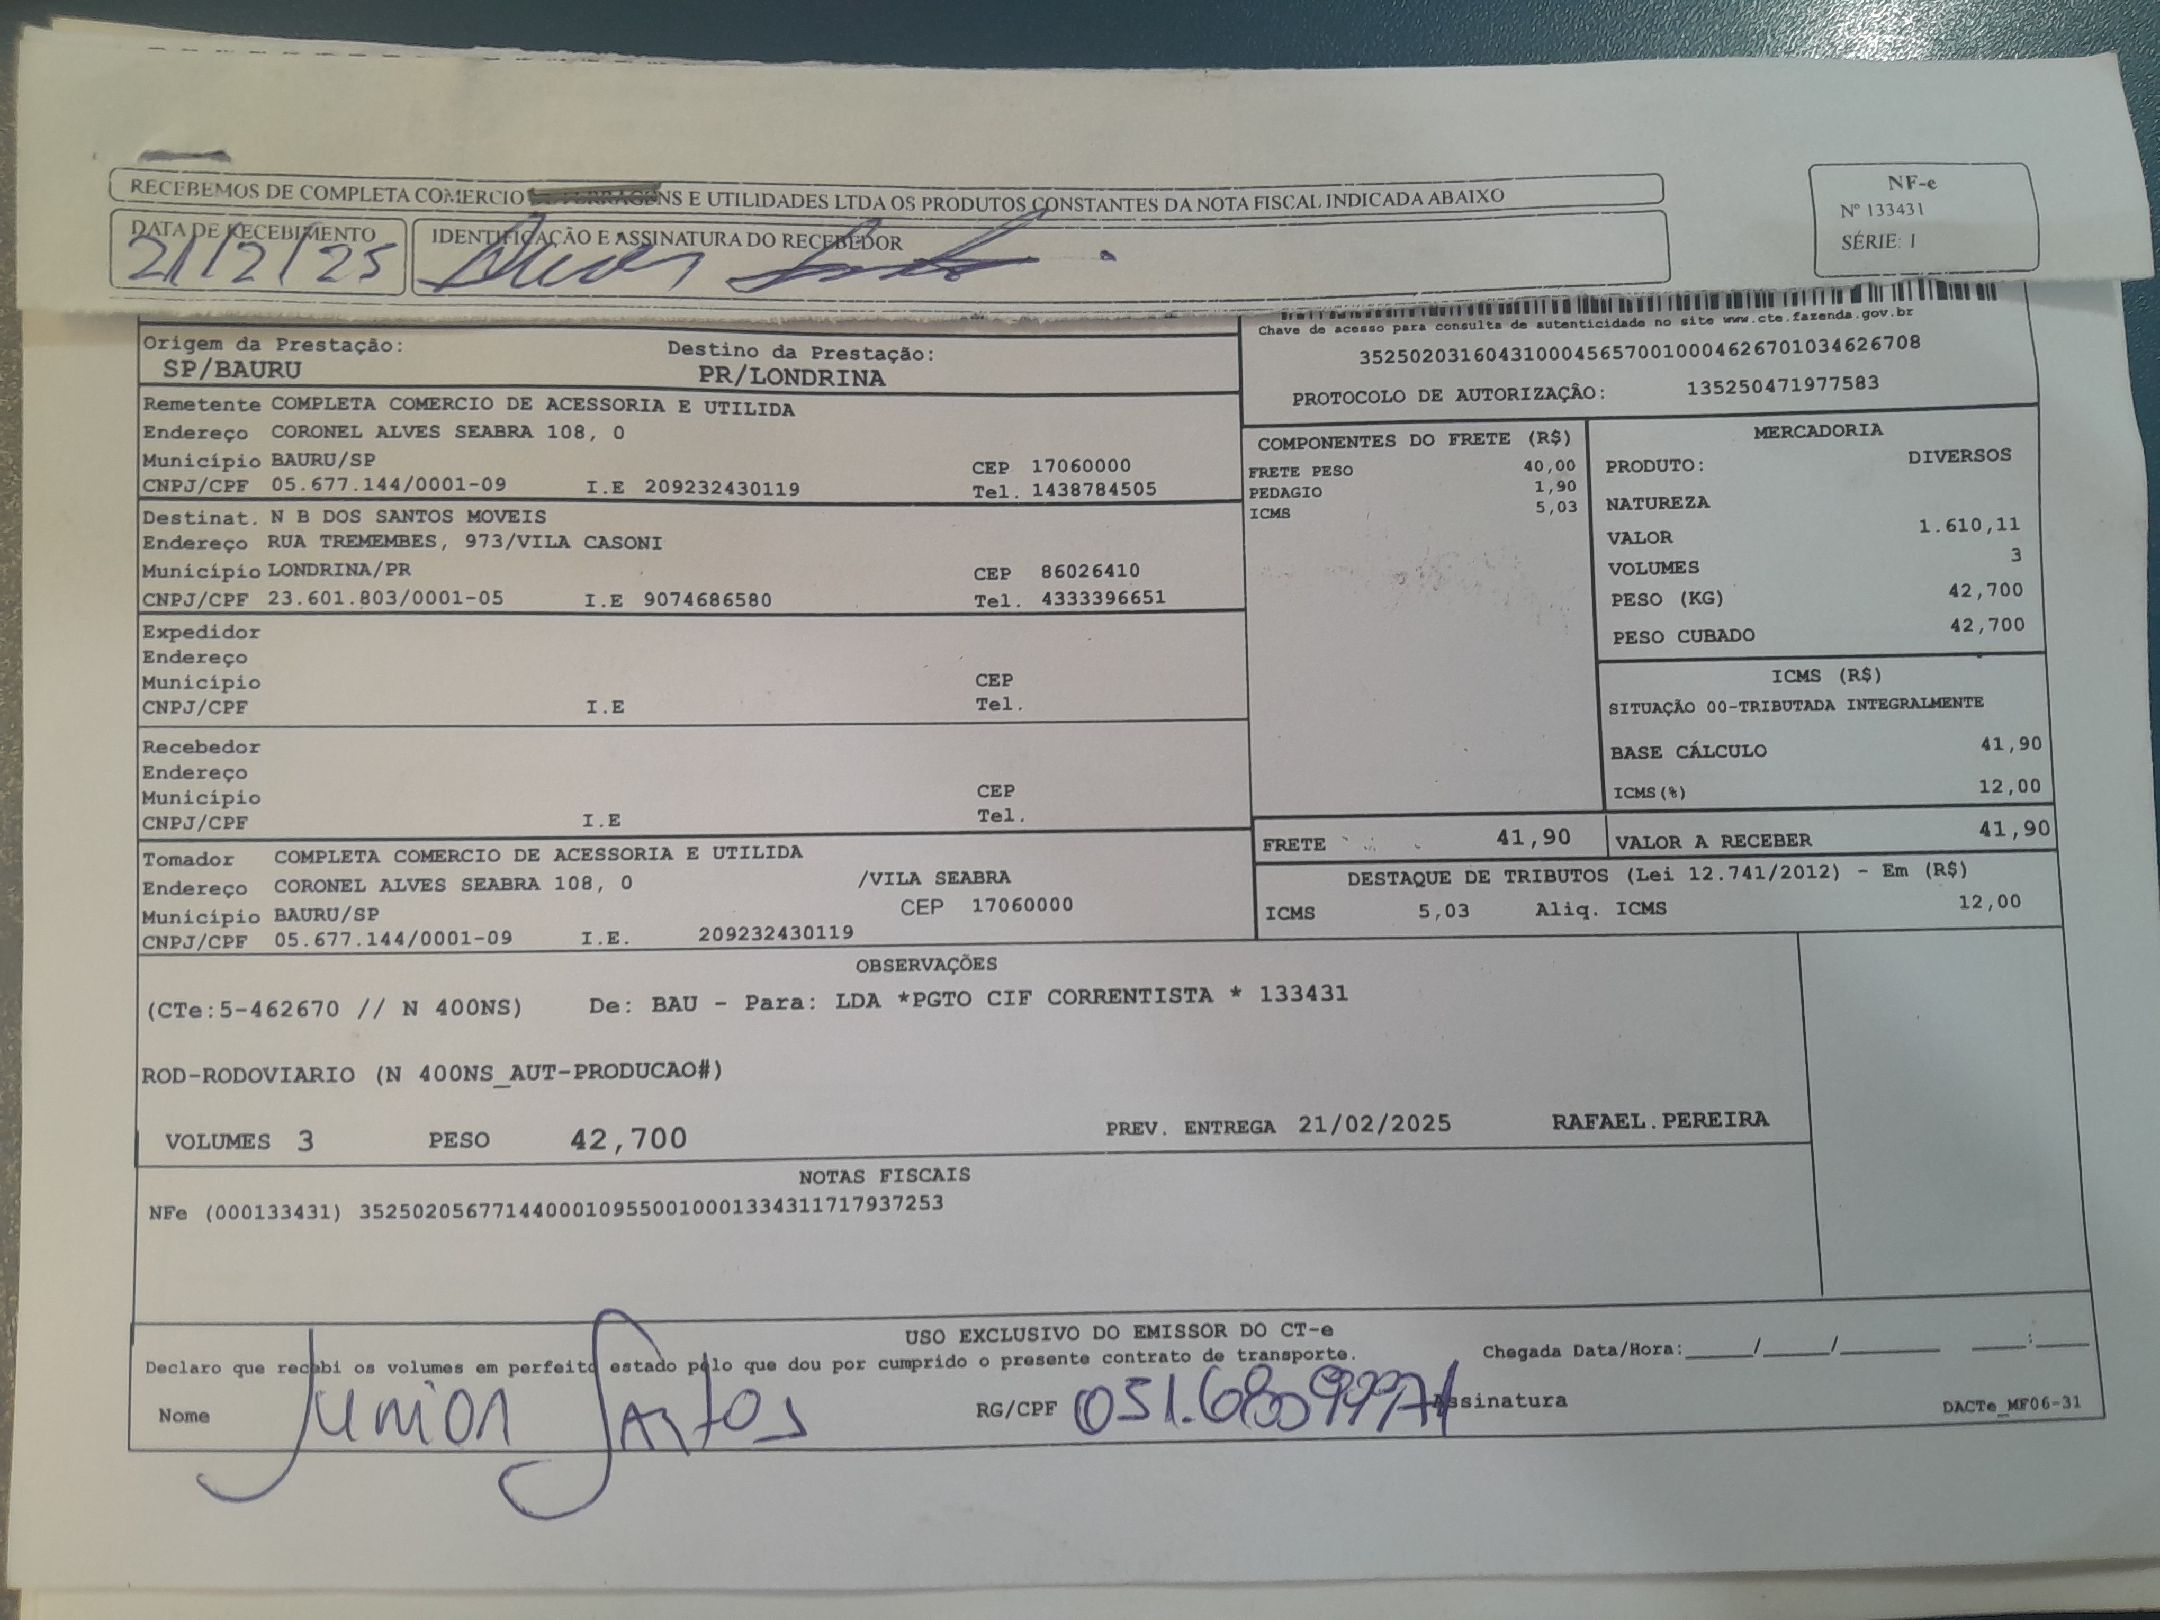 RECEBEMOS DE COMPLETA COMERCIO NS E UTILIDADES LTDA OS PRODUTOS CONSTANTES DA NOTA FISCAL INDICADA ABAIXO
NF-e
Nº 133431
SÉRIE: 1
DATA DE RECEBIMENTO
21/2/25
IDENTIFICAÇÃO E ASSINATURA DO RECEBEDOR
Chave de acesso para consulta de autenticidade no site www.cte.fazenda.gov.br
35250203160431000456570010004626701034626708
PROTOCOLO DE AUTORIZAÇÃO: 135250471977583
Origem da Prestação: Destino da Prestação:
SP/BAURU PR/LONDRINA
Remetente COMPLETA COMERCIO DE ACESSORIA E UTILIDA
Endereço CORONEL ALVES SEABRA 108, 0
Município BAURU/SP CEP 17060000
CNPJ/CPF 05.677.144/0001-09 I.E 209232430119 Tel. 1438784505
Destinat. N B DOS SANTOS MOVEIS
Endereço RUA TREMEMBES, 973/VILA CASONI
Município LONDRINA/PR CEP 86026410
CNPJ/CPF 23.601.803/0001-05 I.E 9074686580 Tel. 4333396651
Expedidor
Endereço
Município CEP
CNPJ/CPF I.E Tel.
Recebedor
Endereço
Município CEP
CNPJ/CPF I.E Tel.
Tomador COMPLETA COMERCIO DE ACESSORIA E UTILIDA
Endereço CORONEL ALVES SEABRA 108, 0 /VILA SEABRA
Município BAURU/SP CEP 17060000
CNPJ/CPF 05.677.144/0001-09 I.E. 209232430119
COMPONENTES DO FRETE (R$)
FRETE PESO 40,00
PEDAGIO 1,90
ICMS 5,03
MERCADORIA
PRODUTO: DIVERSOS
NATUREZA
VALOR 1.610,11
VOLUMES 3
PESO (KG) 42,700
PESO CUBADO 42,700
ICMS (R$)
SITUAÇÃO 00-TRIBUTADA INTEGRALMENTE
BASE CÁLCULO 41,90
ICMS(%) 12,00
FRETE 41,90 VALOR A RECEBER 41,90
DESTAQUE DE TRIBUTOS (Lei 12.741/2012) - Em (R$)
ICMS 5,03 Aliq. ICMS 12,00
OBSERVAÇÕES
(CTe:5-462670 // N 400NS) De: BAU - Para: LDA *PGTO CIF CORRENTISTA * 133431
ROD-RODOVIARIO (N 400NS_AUT-PRODUCAO#)
VOLUMES 3 PESO 42,700 PREV. ENTREGA 21/02/2025 RAFAEL.PEREIRA
NOTAS FISCAIS
NFe (000133431) 35250205677144000109550010001334311717937253
USO EXCLUSIVO DO EMISSOR DO CT-e
Declaro que recebi os volumes em perfeito estado pelo que dou por cumprido o presente contrato de transporte. Chegada Data/Hora:____/____/______ ___:___
Nome Junior Santos RG/CPF Assinatura DACTe_MF06-31